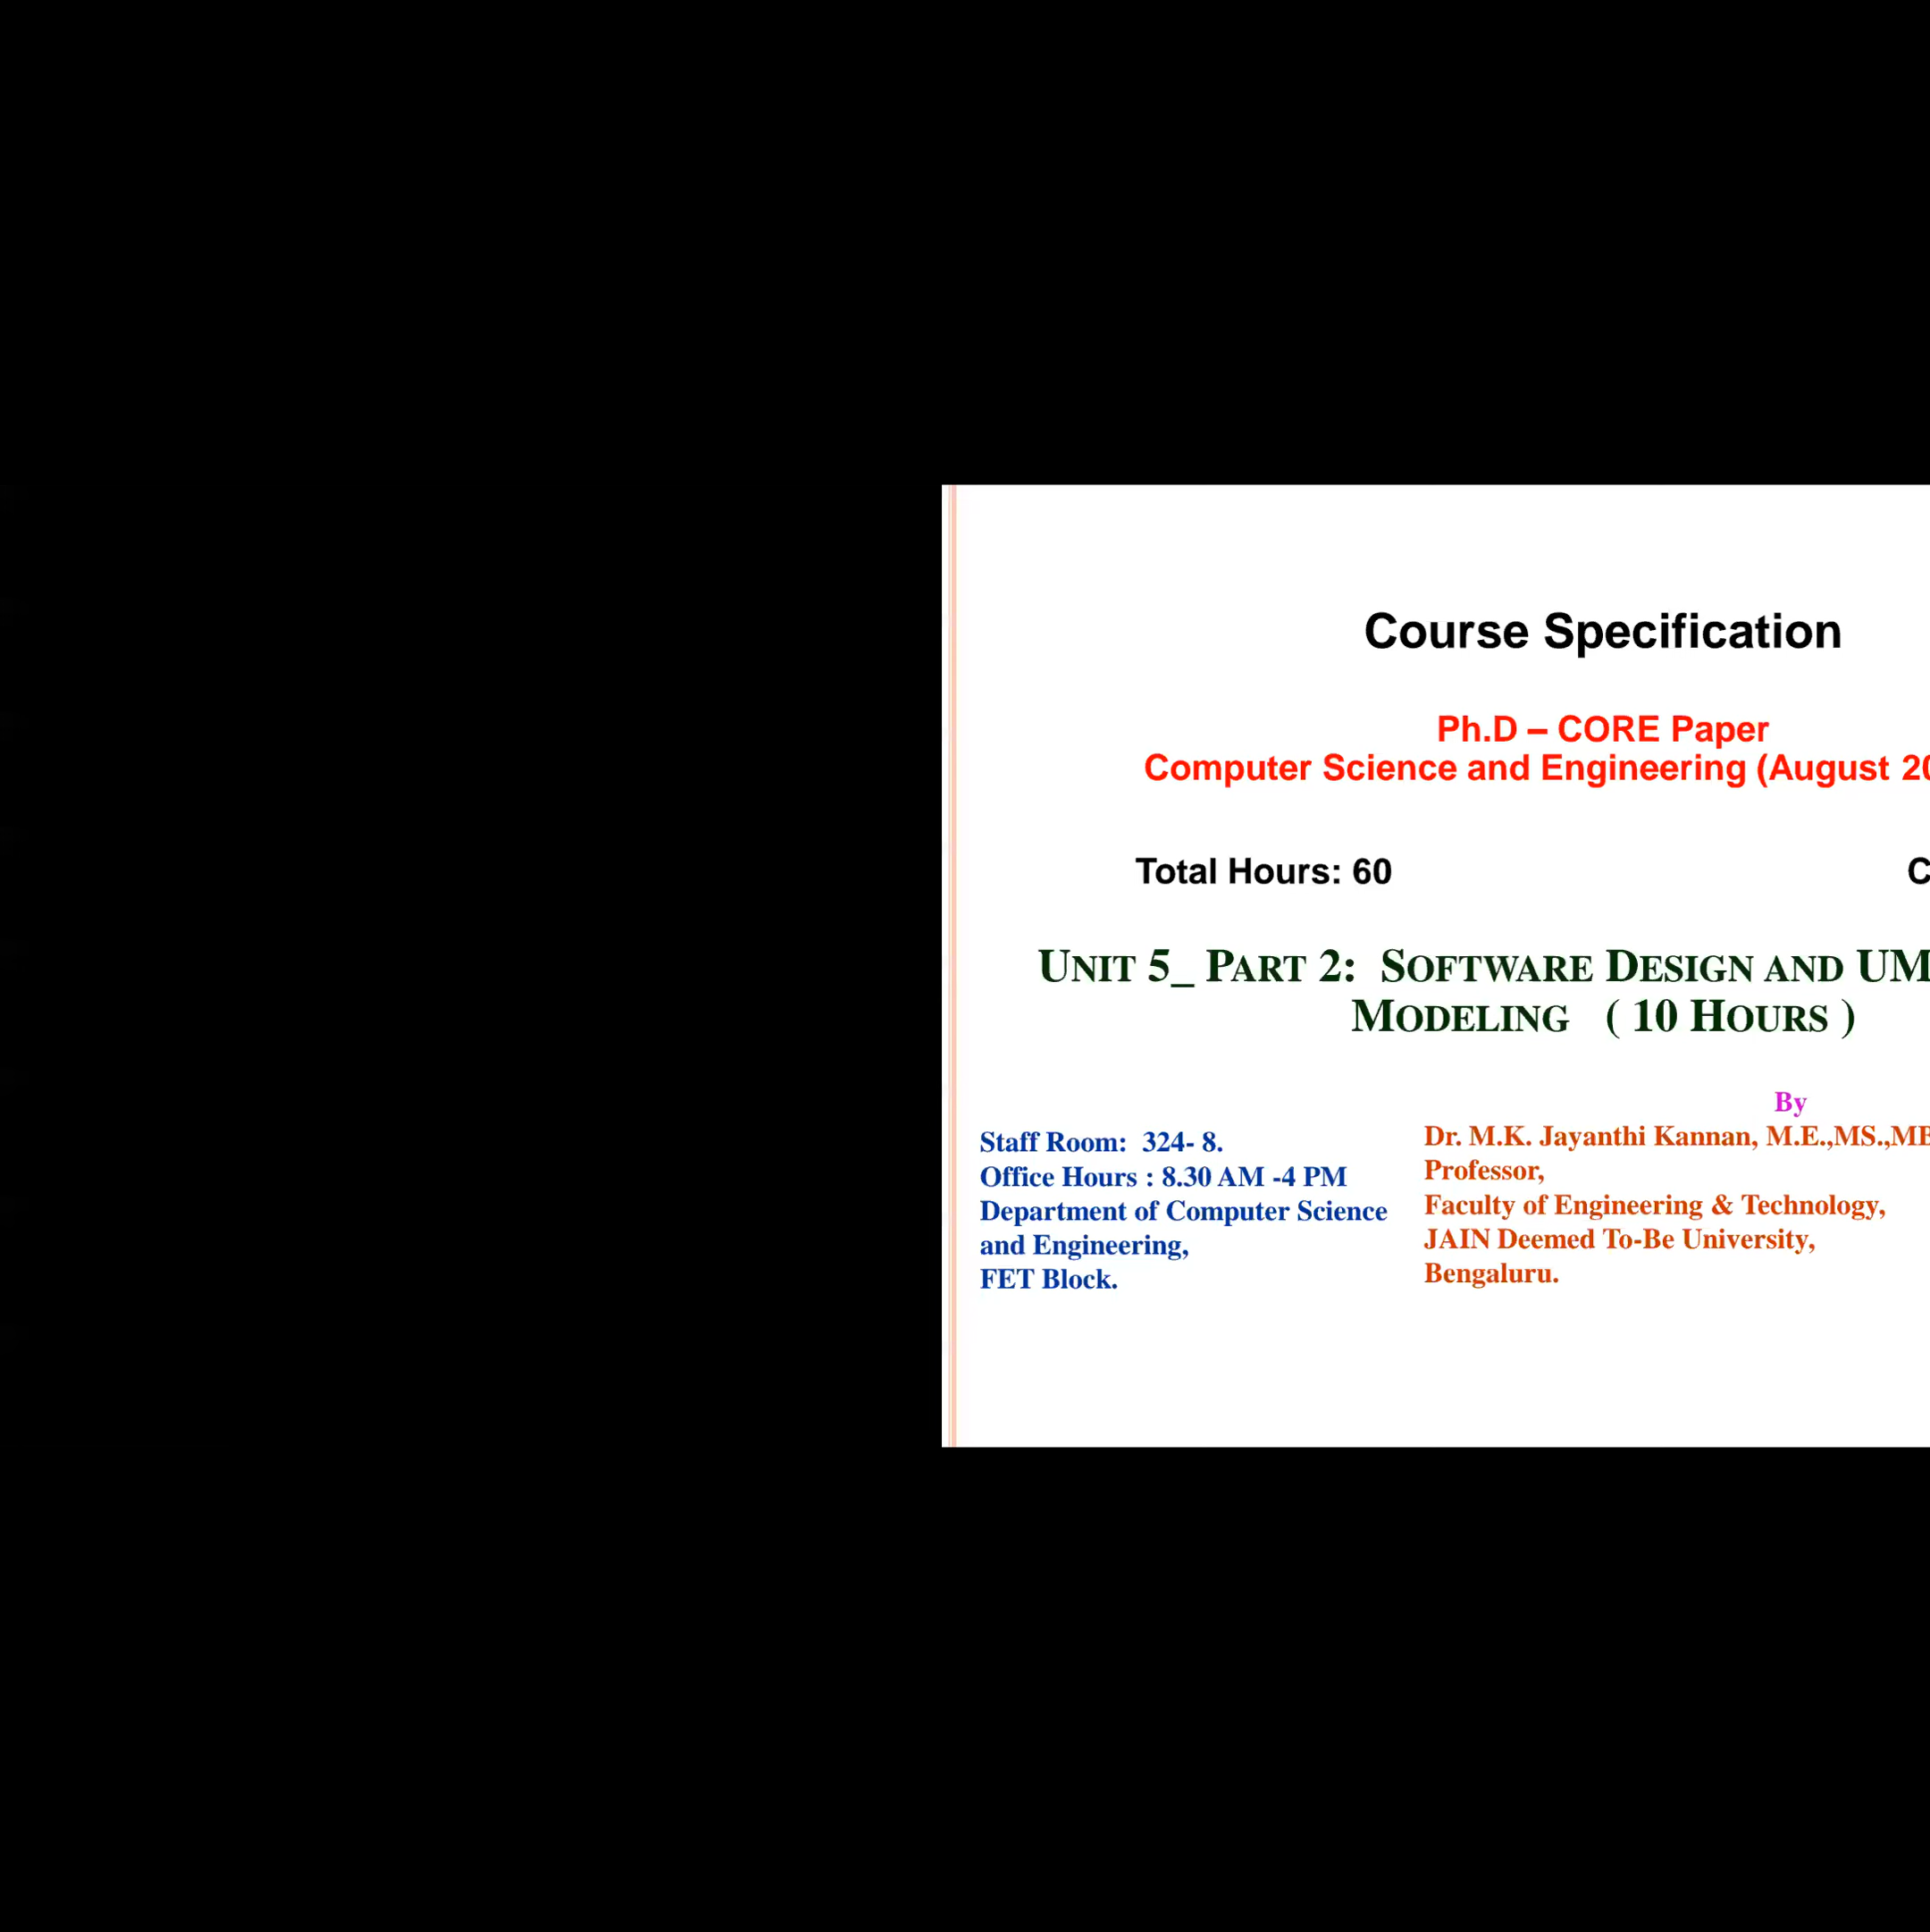 Course Specification
Ph.D – CORE Paper
Computer Science and Engineering (August
Total Hours: 60
UNIT 5_ PART 2: SOFTWARE DESIGN AND
MODELING ( 10 HOURS )
By
Staff Room: 324- 8.
Office Hours : 8.30 AM -4 PM
Department of Computer Science
and Engineering,
FET Block.
Dr. M.K. Jayanthi Kannan, M.E.,MS.,
Professor,
Faculty of Engineering & Technology,
JAIN Deemed To-Be University,
Bengaluru.